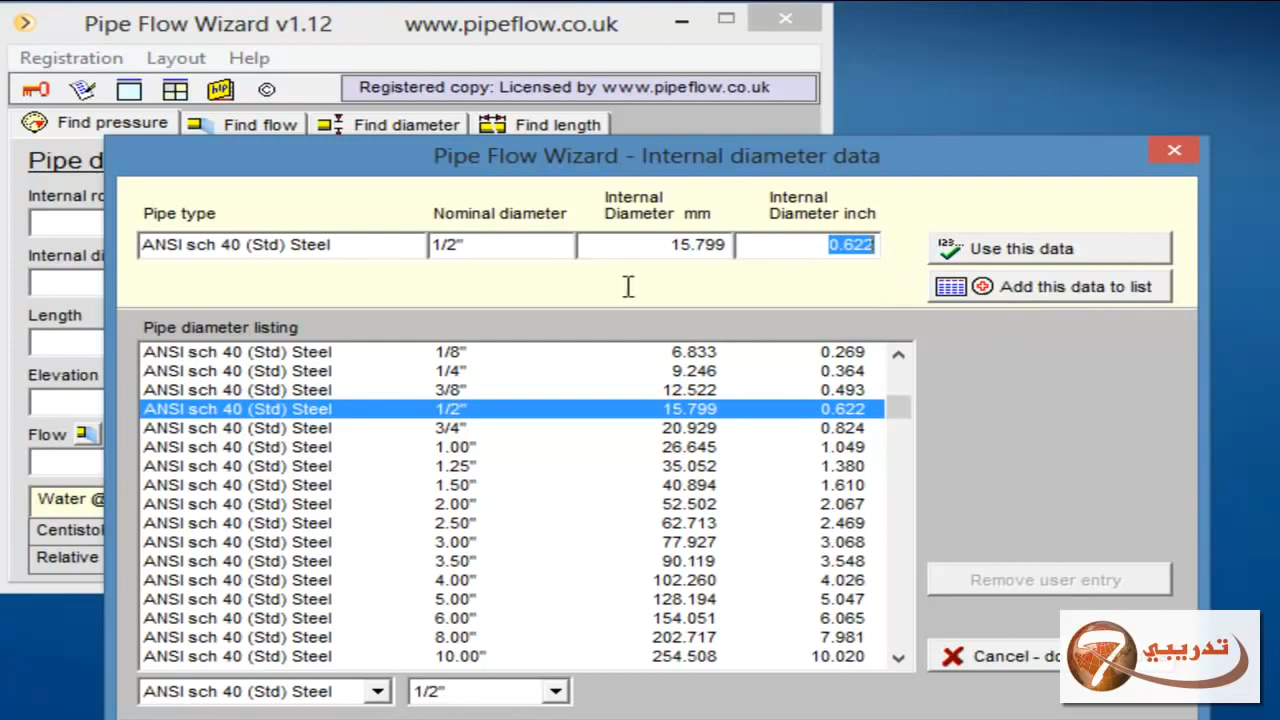 Pipe Flow Wizard v1.12 www.pipeflow.co.uk
Registration Layout Help
Registered copy: Licensed by www.pipeflow.co.uk
Find pressure Find flow Find diameter Find length
Pipe d
Internal ro
Internal di
Length
Elevation
Flow
Water @
Centistok
Relative
Pipe Flow Wizard - Internal diameter data
Pipe type Nominal diameter Internal Diameter mm Internal Diameter inch
ANSI sch 40 (Std) Steel 1/2" 15.799 0.622
Use this data
Add this data to list
Pipe diameter listing
ANSI sch 40 (Std) Steel 1/8" 6.833 0.269
ANSI sch 40 (Std) Steel 1/4" 9.246 0.364
ANSI sch 40 (Std) Steel 3/8" 12.522 0.493
ANSI sch 40 (Std) Steel 1/2" 15.799 0.622
ANSI sch 40 (Std) Steel 3/4" 20.929 0.824
ANSI sch 40 (Std) Steel 1.00" 26.645 1.049
ANSI sch 40 (Std) Steel 1.25" 35.052 1.380
ANSI sch 40 (Std) Steel 1.50" 40.894 1.610
ANSI sch 40 (Std) Steel 2.00" 52.502 2.067
ANSI sch 40 (Std) Steel 2.50" 62.713 2.469
ANSI sch 40 (Std) Steel 3.00" 77.927 3.068
ANSI sch 40 (Std) Steel 3.50" 90.119 3.548
ANSI sch 40 (Std) Steel 4.00" 102.260 4.026
ANSI sch 40 (Std) Steel 5.00" 128.194 5.047
ANSI sch 40 (Std) Steel 6.00" 154.051 6.065
ANSI sch 40 (Std) Steel 8.00" 202.717 7.981
ANSI sch 40 (Std) Steel 10.00" 254.508 10.020
Remove user entry
Cancel - do
ANSI sch 40 (Std) Steel 1/2"
تدريبي